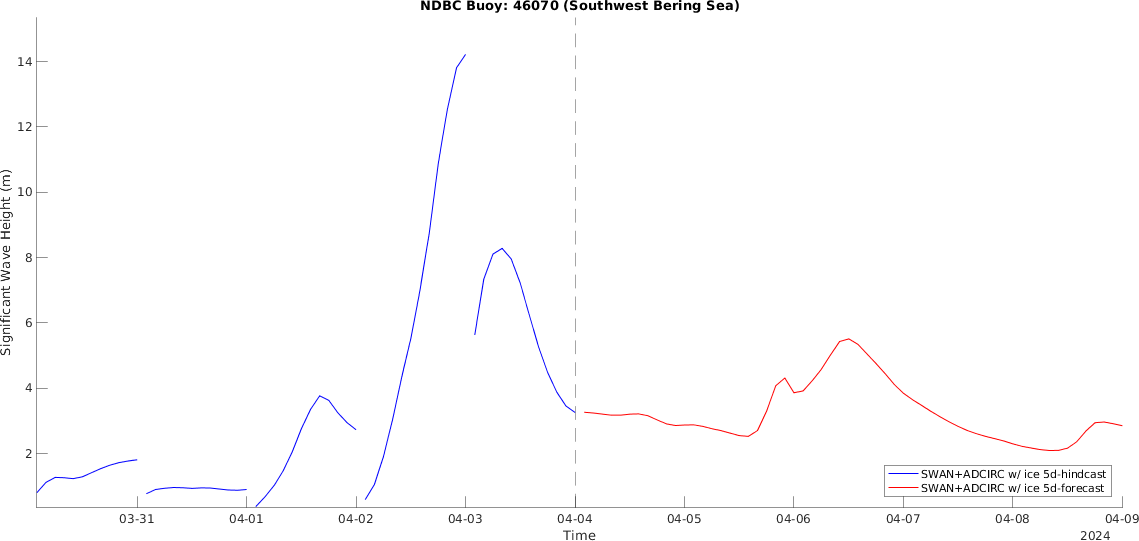 NDBC Buoy: 46070 (Southwest Bering Sea)
Significant Wave Height (m)
14
12
10
8
6
4
2
SWAN+ADCIRC w/ ice 5d-hindcast
SWAN+ADCIRC w/ ice 5d-forecast
03-31 04-01 04-02 04-03 04-04 04-05 04-06 04-07 04-08 04-09
Time
2024